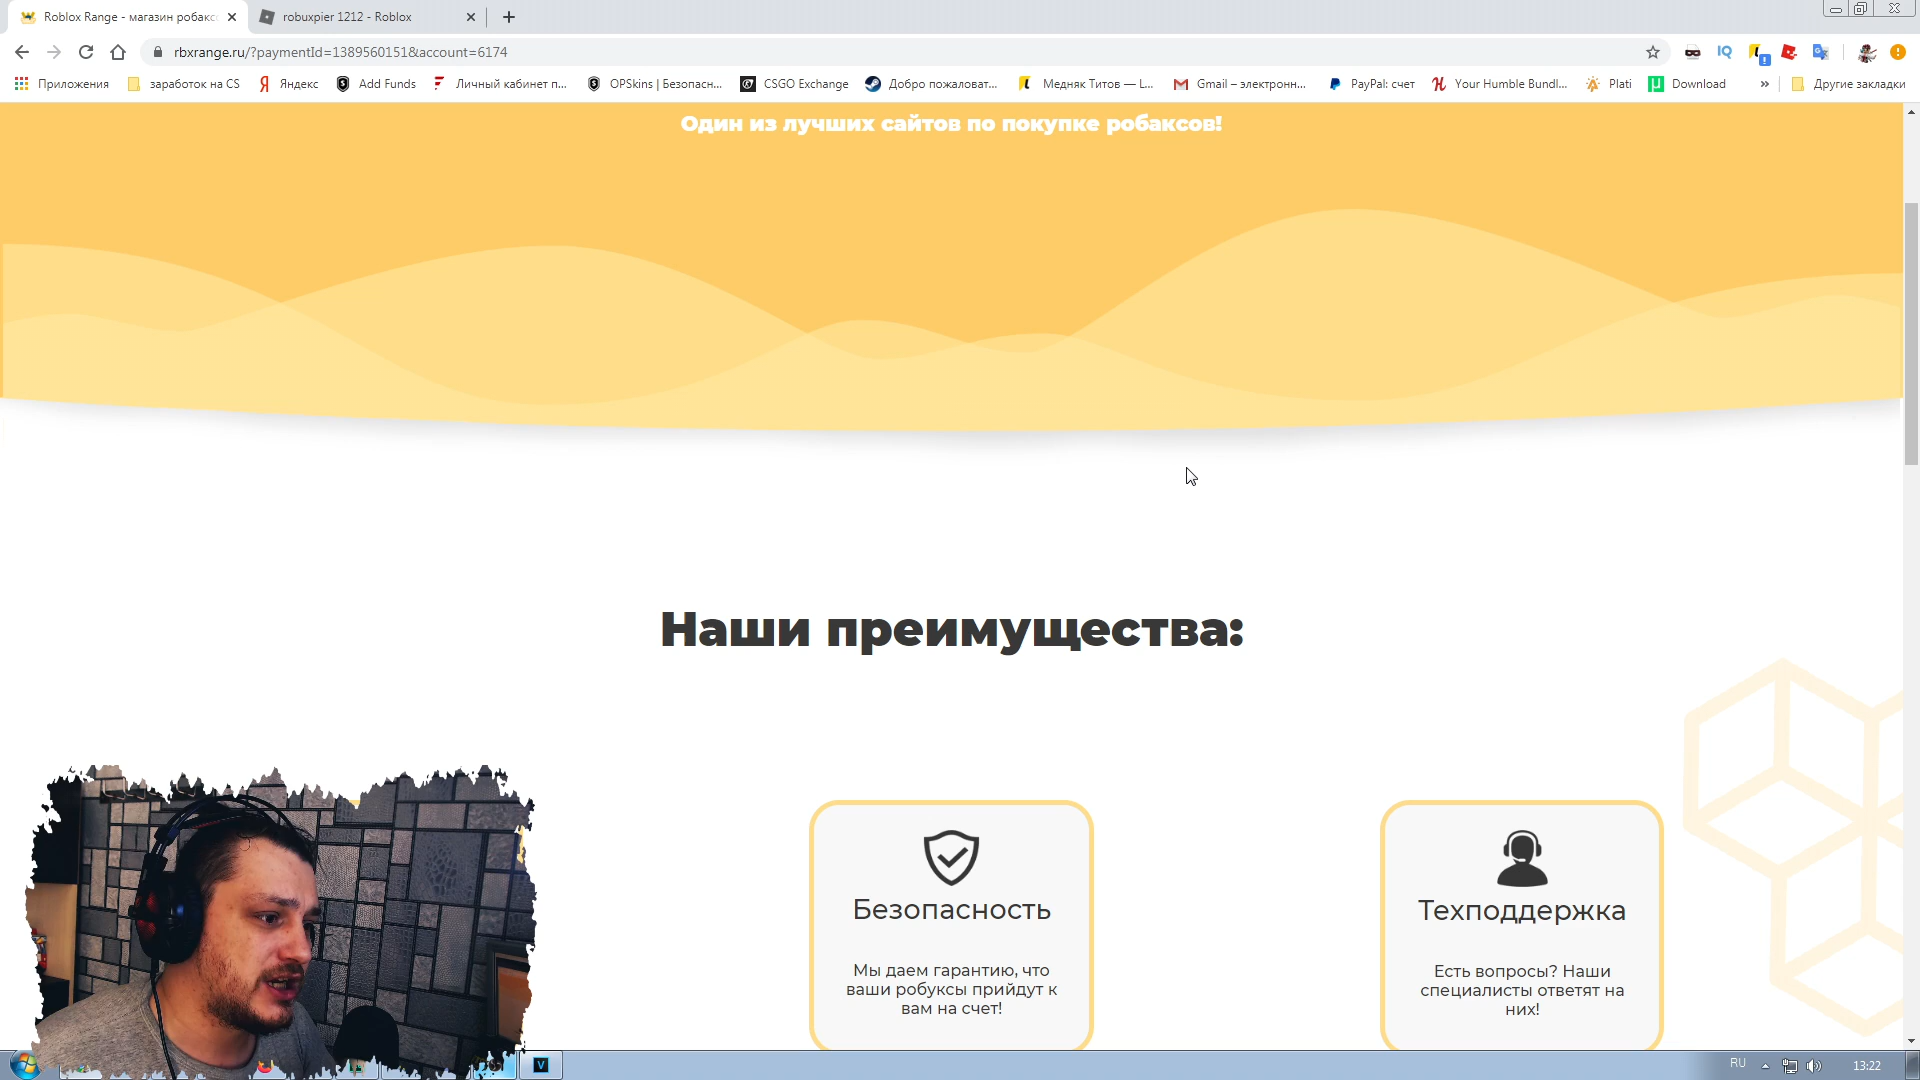 Roblox Range - магазин робакс
robuxpier 1212 - Roblox
rbxrange.ru/?paymentId=1389560151&account=6174
Приложения
заработок на CS
Яндекс
Add Funds
Личный кабинет п...
OPSkins | Безопасн...
CSGO Exchange
Добро пожаловат...
Медняк Титов — L...
Gmail – электронн...
PayPal: счет
Your Humble Bundl...
Plati
Download
Другие закладки
Один из лучших сайтов по покупке робаксов!
Наши преимущества:
Безопасность
Мы даем гарантию, что
ваши робуксы прийдут к
вам на счет!
Техподдержка
Есть вопросы? Наши
специалисты ответят на
них!
RU
13:22